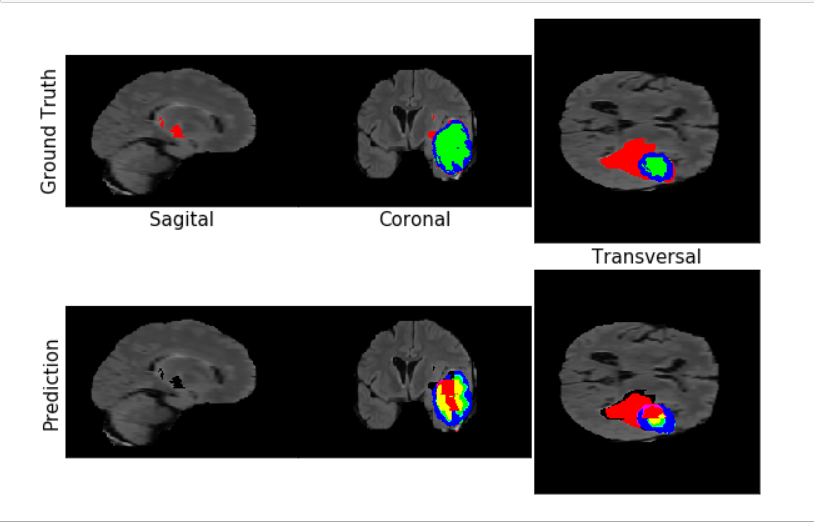 Ground Truth
Sagital
Coronal
Transversal
Prediction